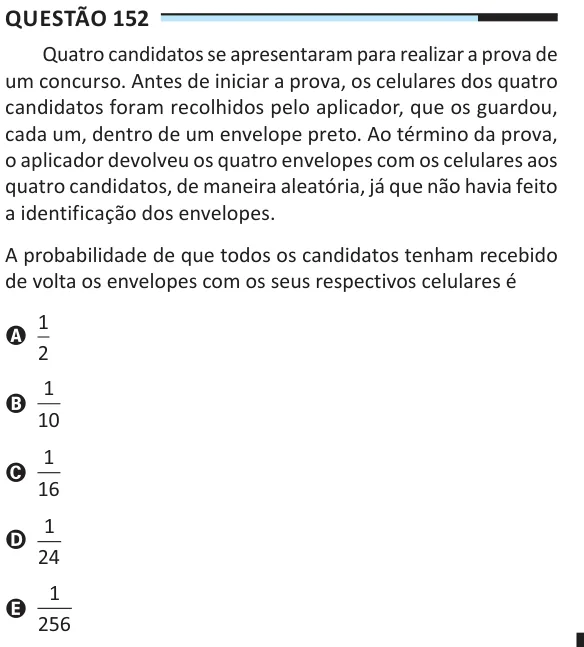 QUESTÃO 152
Quatro candidatos se apresentaram para realizar a prova de
um concurso. Antes de iniciar a prova, os celulares dos quatro
candidatos foram recolhidos pelo aplicador, que os guardou,
cada um, dentro de um envelope preto. Ao término da prova,
o aplicador devolveu os quatro envelopes com os celulares aos
quatro candidatos, de maneira aleatória, já que não havia feito
a identificação dos envelopes.
A probabilidade de que todos os candidatos tenham recebido
de volta os envelopes com os seus respectivos celulares é
A 1/2
B 1/10
C 1/16
D 1/24
E 1/256